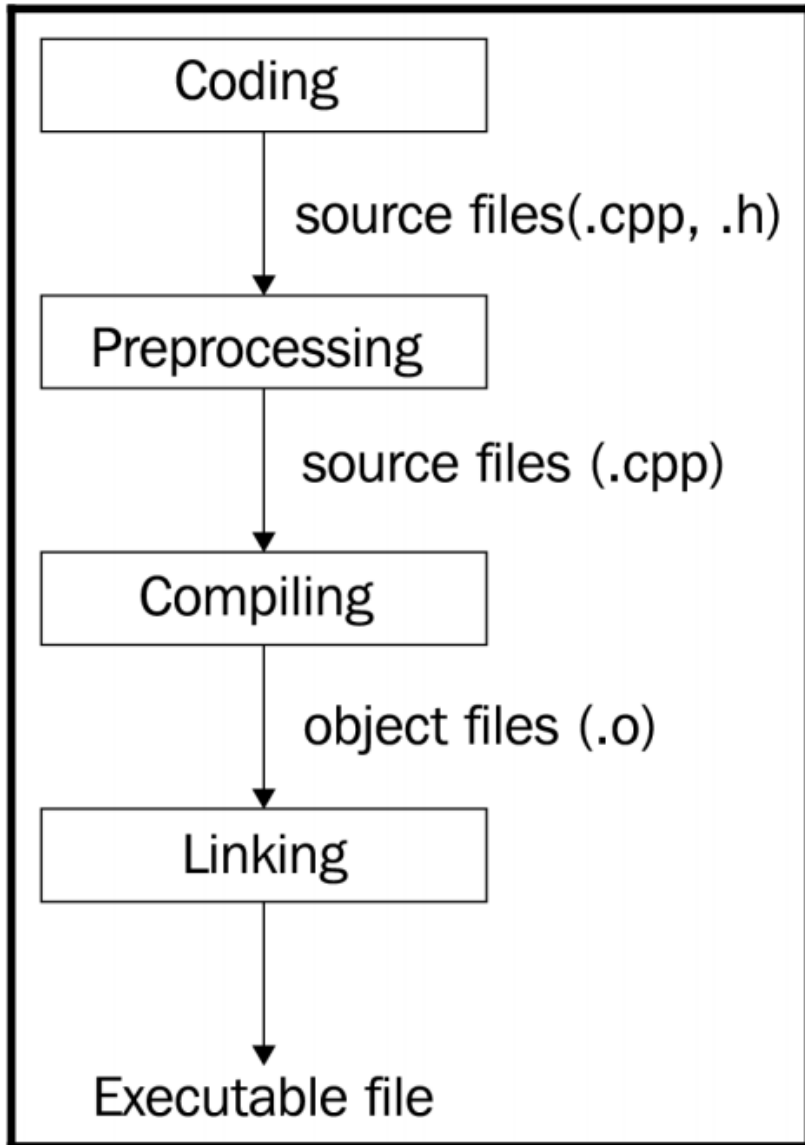 Coding
source files(.cpp, .h)
Preprocessing
source files (.cpp)
Compiling
object files (.o)
Linking
Executable file